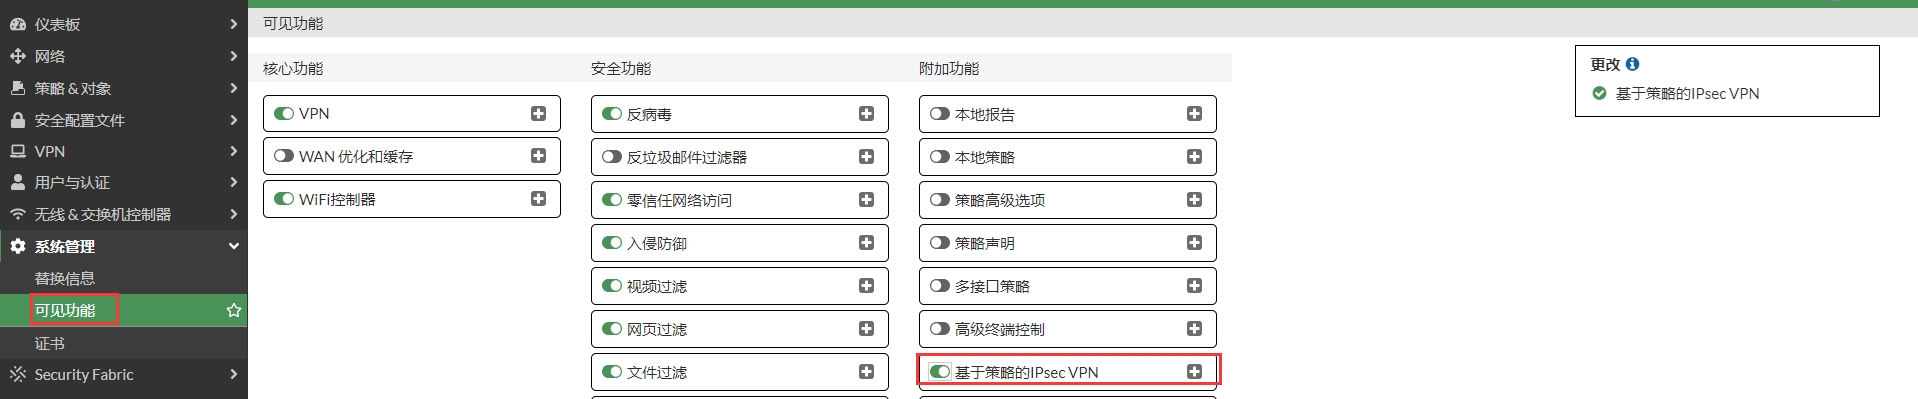 仪表板
网络
策略 & 对象
安全配置文件
VPN
用户与认证
无线 & 交换机控制器
系统管理
替换信息
可见功能
证书
Security Fabric
可见功能
核心功能
VPN
WAN 优化和缓存
WiFi控制器
安全功能
反病毒
反垃圾邮件过滤器
零信任网络访问
入侵防御
视频过滤
网页过滤
文件过滤
附加功能
本地报告
本地策略
策略高级选项
策略声明
多接口策略
高级终端控制
基于策略的IPsec VPN
更改
基于策略的IPsec VPN